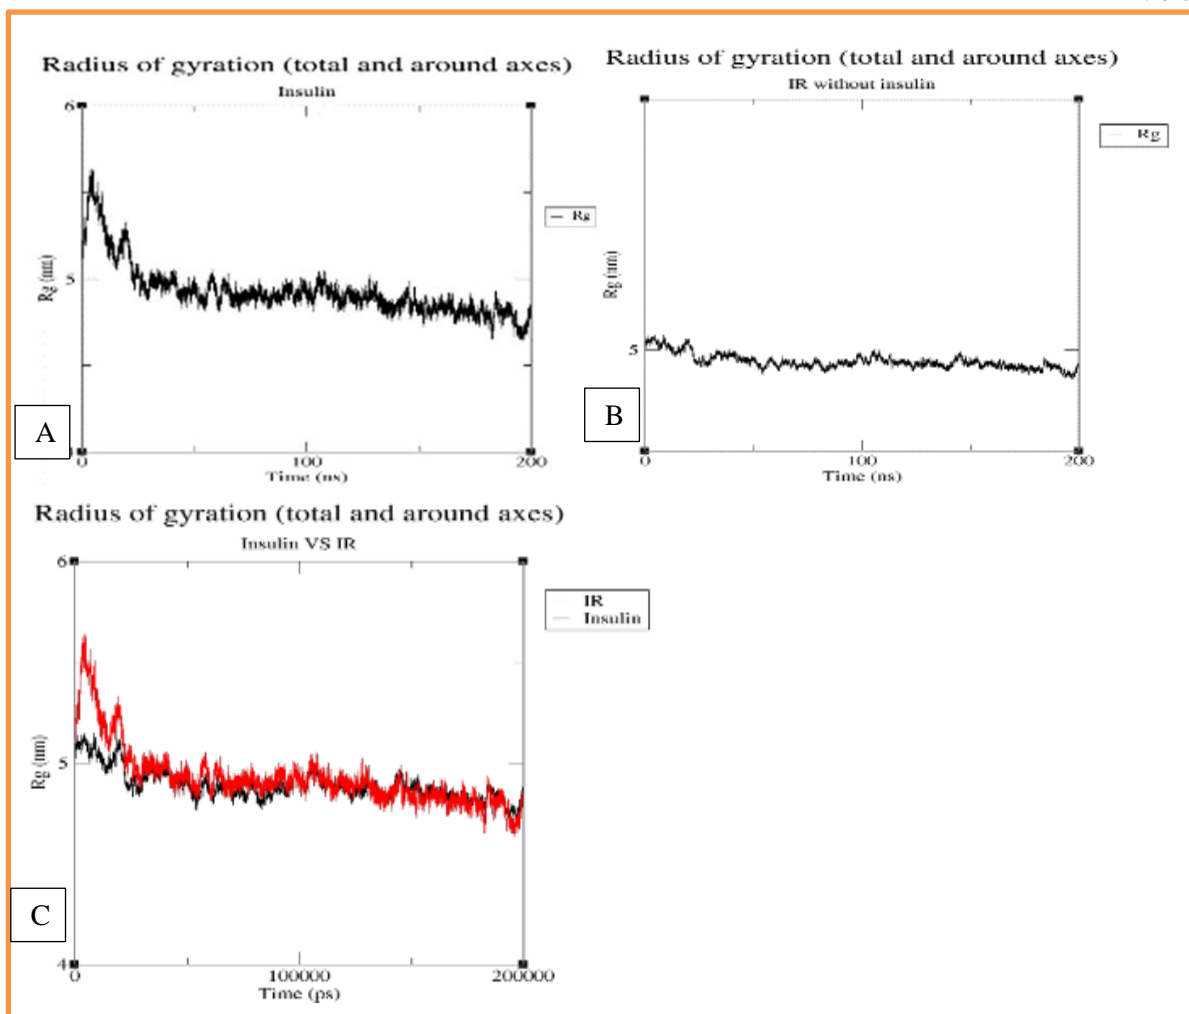 Radius of gyration (total and around axes)
Insulin
6
5
Rg (nm)
Rg
A
0
100
200
Time (ns)
Radius of gyration (total and around axes)
IR without insulin
Rg
Rg (nm)
5
B
0
100
200
Time (ns)
Radius of gyration (total and around axes)
Insulin VS IR
6
5
4
Rg (nm)
IR
Insulin
C
0
100000
200000
Time (ps)